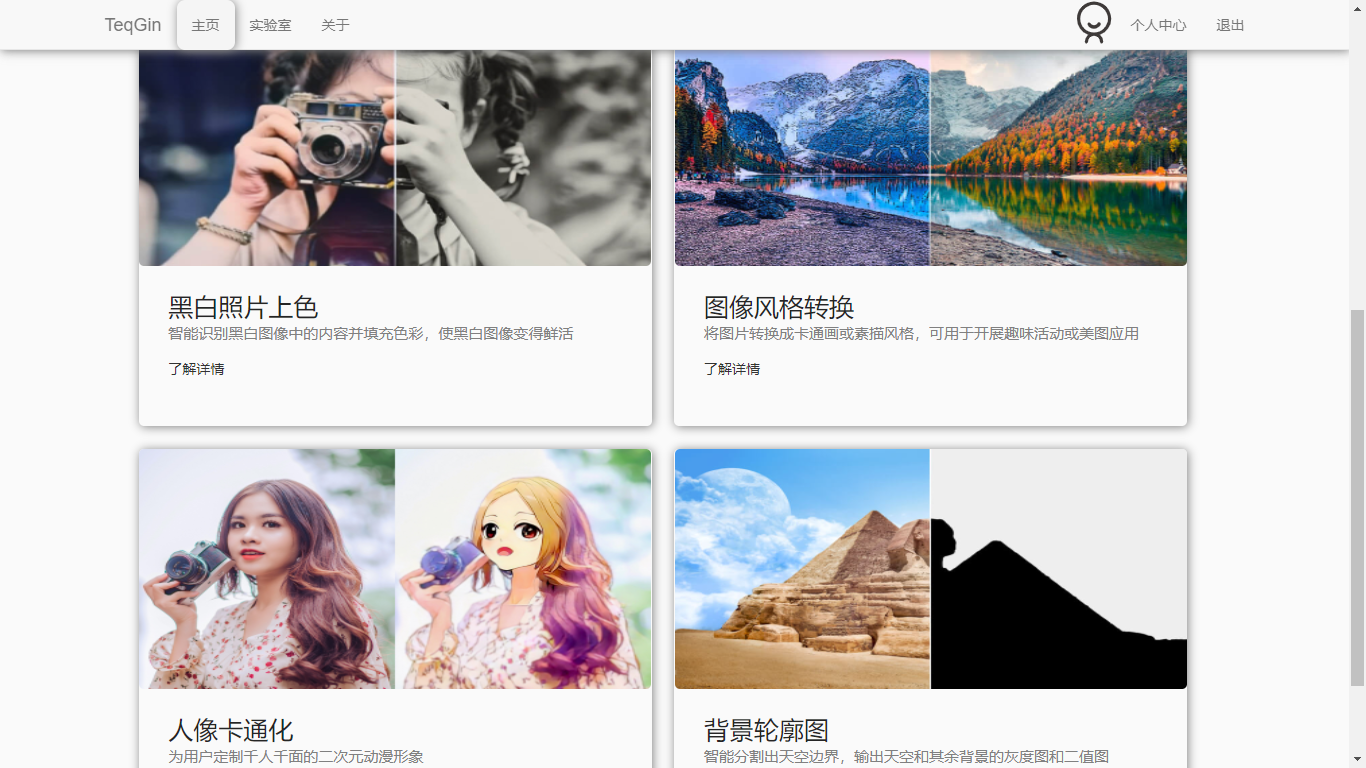 TeqGin 主页 实验室 关于 个人中心 退出
黑白照片上色
智能识别黑白图像中的内容并填充色彩，使黑白图像变得鲜活
了解详情
图像风格转换
将图片转换成卡通画或素描风格，可用于开展趣味活动或美图应用
了解详情
人像卡通化
为用户定制千人千面的二次元动漫形象
背景轮廓图
智能分割出天空边界，输出天空和其余背景的灰度图和二值图